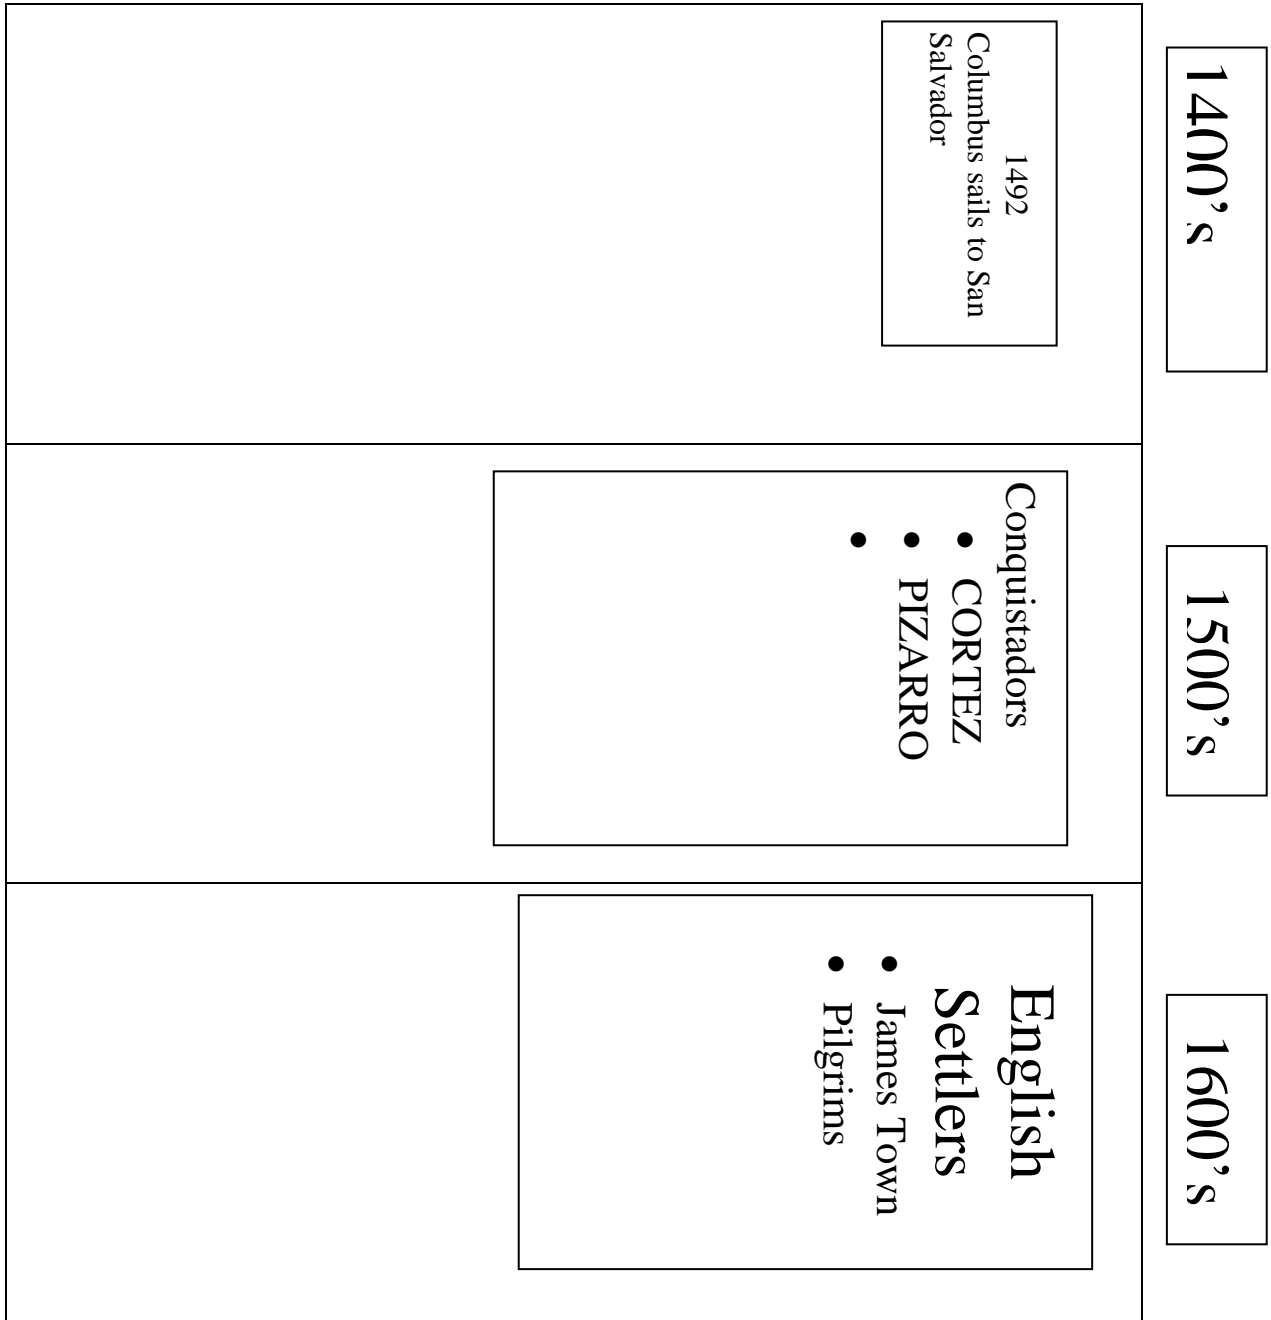 1400's
1500's
1600's
1492
Columbus sails to San
Salvador
Conquistadors
• CORTEZ
• PIZARRO
•
English
Settlers
• James Town
• Pilgrims